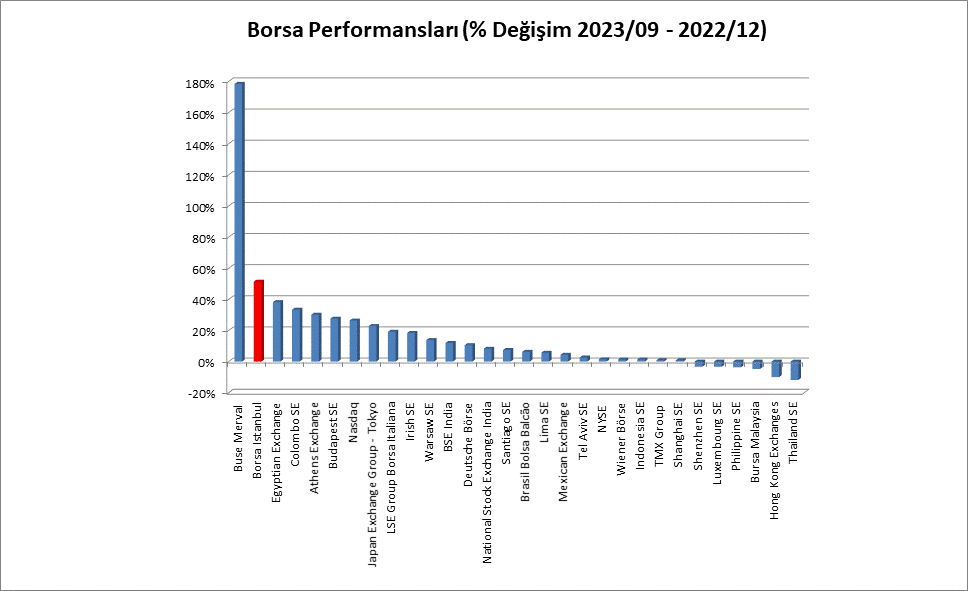 Borsa Performansları (% Değişim 2023/09 - 2022/12)
180%
160%
140%
120%
100%
80%
60%
40%
20%
0%
-20%
Buse Merval
Borsa Istanbul
Egyptian Exchange
Colombo SE
Athens Exchange
Budapest SE
Nasdaq
Japan Exchange Group - Tokyo
LSE Group Borsa Italiana
Irish SE
Warsaw SE
BSE India
Deutsche Börse
National Stock Exchange India
Santiago SE
Brasil Bolsa Balcão
Lima SE
Mexican Exchange
Tel Aviv SE
NYSE
Wiener Börse
Indonesia SE
TMX Group
Shanghai SE
Shenzhen SE
Luxembourg SE
Philippine SE
Bursa Malaysia
Hong Kong Exchanges
Thailand SE